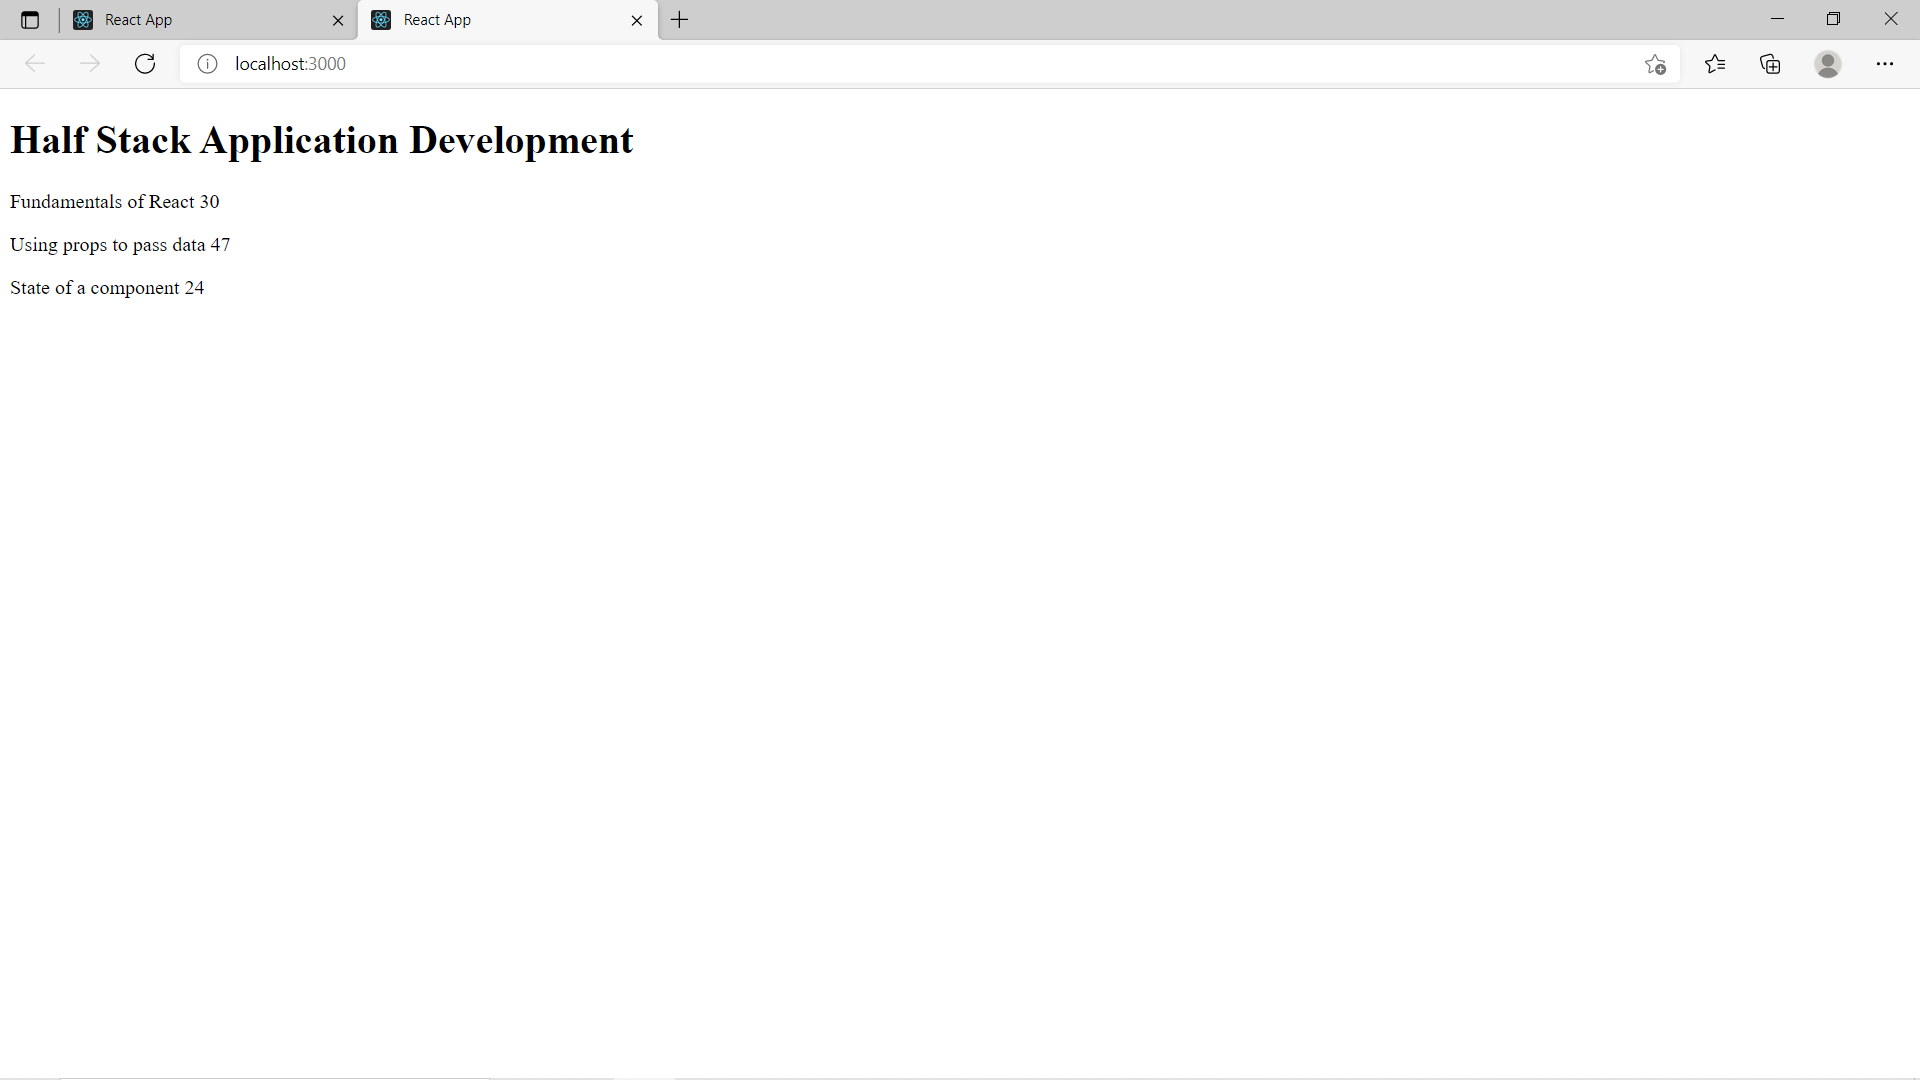 React App
React App
localhost:3000
Half Stack Application Development
Fundamentals of React 30
Using props to pass data 47
State of a component 24